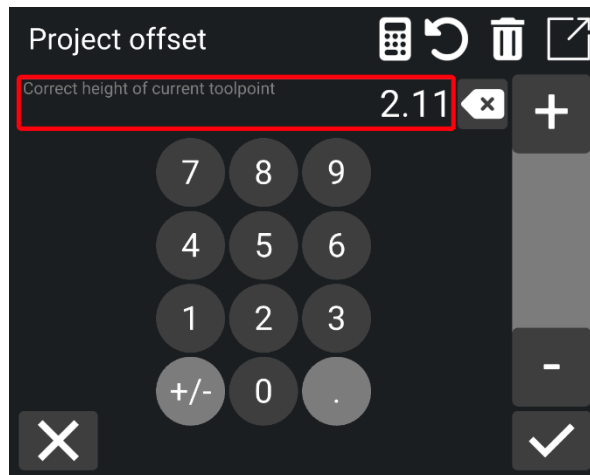 Project offset
Correct height of current toolpoint
2.11
+
7 8 9
4 5 6
1 2 3
+/- 0 .
-